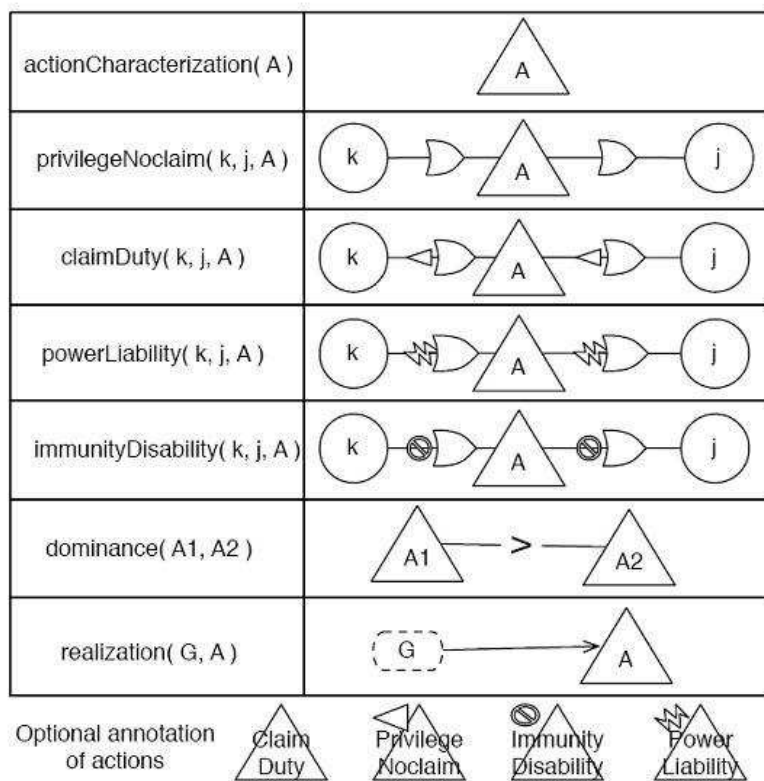 actionCharacterization( A )
A
privilegeNoclaim( k, j, A )
k A j
claimDuty( k, j, A )
k A j
powerLiability( k, j, A )
k A j
immunityDisability( k, j, A )
k A j
dominance( A1, A2 )
A1 > A2
realization( G, A )
G A
Optional annotation
of actions
Claim
Duty
Privilege
Noclaim
Immunity
Disability
Power
Liability